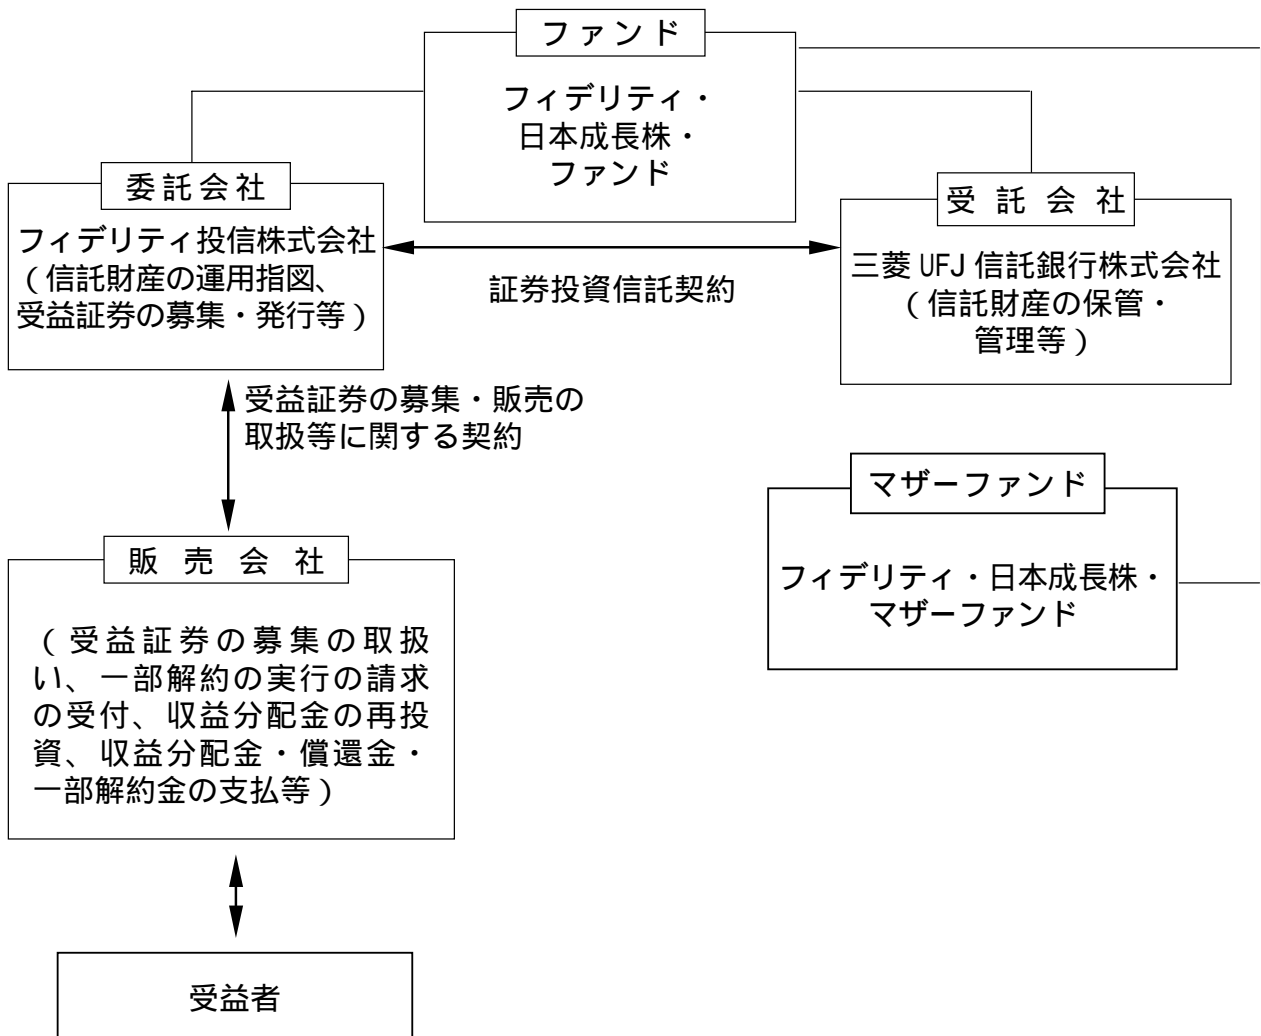 ファンド
フィデリティ・
日本成長株・
ファンド
委託会社
フィデリティ投信株式会社
（信託財産の運用指図、
受益証券の募集・発行等）
証券投資信託契約
受託会社
三菱UFJ信託銀行株式会社
（信託財産の保管・
管理等）
受益証券の募集・販売の
取扱等に関する契約
マザーファンド
フィデリティ・日本成長株・
マザーファンド
販売会社
（受益証券の募集の取扱
い、一部解約の実行の請求
の受付、収益分配金の再投
資、収益分配金・償還金・
一部解約金の支払等）
受益者